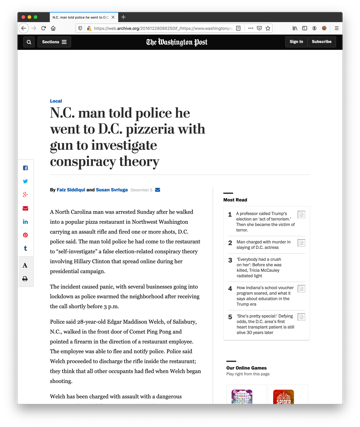 N.C. man told police he went to D.C
https://web.archive.org/
Sections
The Washington Post
Sign In
Subscribe
Local
N.C. man told police he
went to D.C. pizzeria with
gun to investigate
conspiracy theory
By Faiz Siddiqui and Susan Svrluga December 5
A North Carolina man was arrested Sunday after he walked
into a popular pizza restaurant in Northwest Washington
carrying an assault rifle and fired one or more shots, D.C.
police said. The man told police he had come to the restaurant
to “self-investigate” a false election-related conspiracy theory
involving Hillary Clinton that spread online during her
presidential campaign.
The incident caused panic, with several businesses going into
lockdown as police swarmed the neighborhood after receiving
the call shortly before 3 p.m.
Police said 28-year-old Edgar Maddison Welch, of Salisbury,
N.C., walked in the front door of Comet Ping Pong and
pointed a firearm in the direction of a restaurant employee.
The employee was able to flee and notify police. Police said
Welch proceeded to discharge the rifle inside the restaurant;
they think that all other occupants had fled when Welch began
shooting.
Welch has been charged with assault with a dangerous
Most Read
1 A professor called Trump's
election an 'act of terrorism.'
Then she became the victim of
terror.
2 Man charged with murder in
slaying of D.C. actress
3 'Everybody had a crush
on her': Before she was
killed, Tricia McCauley
radiated light
4 How Indiana's school voucher
program soared, and what it
says about education in the
Trump era
5 'She's pretty special.' Defying
odds, the D.C. area's first
heart transplant patient is still
alive 30 years later
Our Online Games
Play right from this page